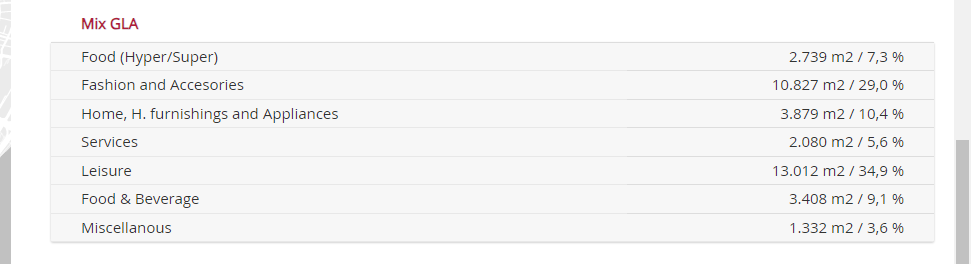 Mix GLA
Food (Hyper/Super) 2.739 m2 / 7,3 %
Fashion and Accesories 10.827 m2 / 29,0 %
Home, H. furnishings and Appliances 3.879 m2 / 10,4 %
Services 2.080 m2 / 5,6 %
Leisure 13.012 m2 / 34,9 %
Food & Beverage 3.408 m2 / 9,1 %
Miscellanous 1.332 m2 / 3,6 %